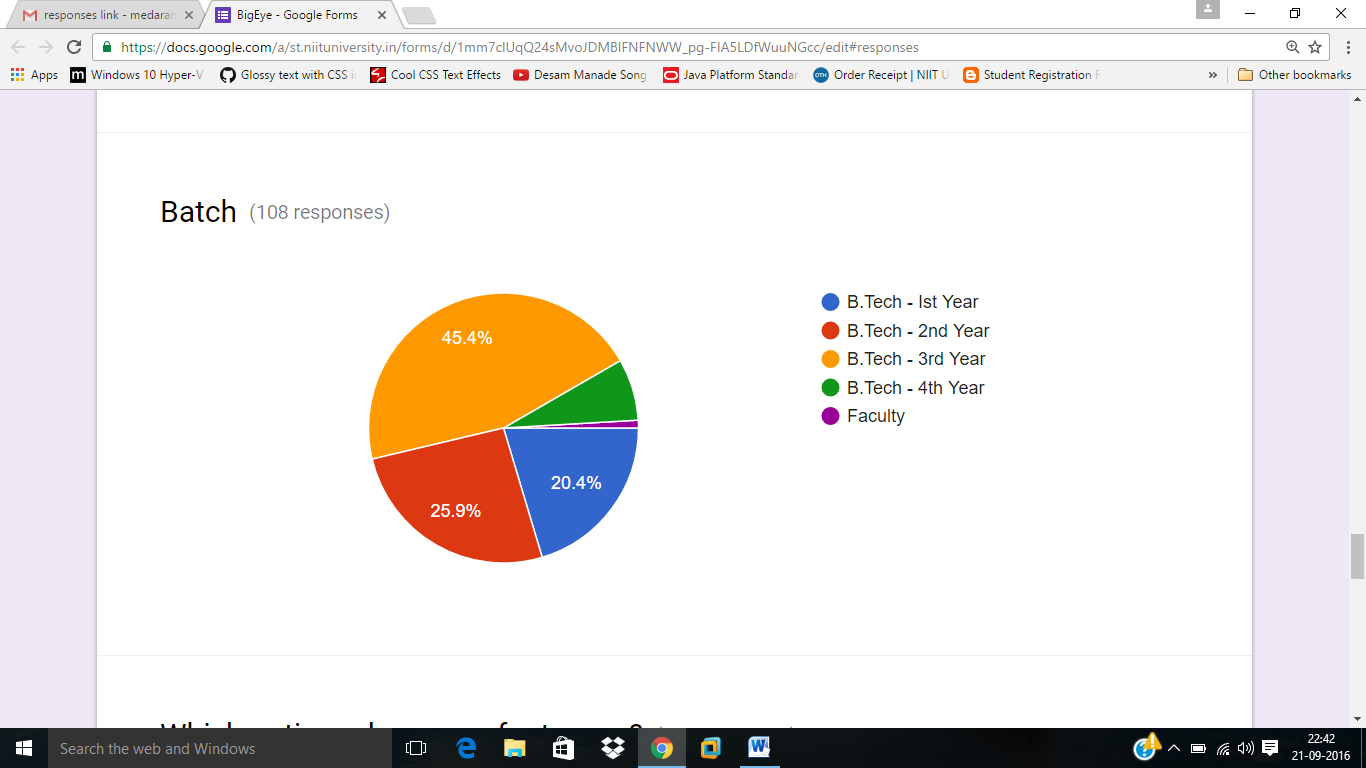 responses link - medaran
BigEye - Google Forms
https://docs.google.com/a/st.niituniversity.in/forms/d/1mm7clUqQ24sMvoJDMBlFNFNWW_pg-FlA5LDfWuuNGcc/edit#responses
Apps
Windows 10 Hyper-V
Glossy text with CSS i
Cool CSS Text Effects
Desam Manade Song
Java Platform Standar
Order Receipt | NIIT U
Student Registration F
»
Other bookmarks
Batch (108 responses)
45.4%
20.4%
25.9%
B.Tech - Ist Year
B.Tech - 2nd Year
B.Tech - 3rd Year
B.Tech - 4th Year
Faculty
Search the web and Windows
22:42
21-09-2016